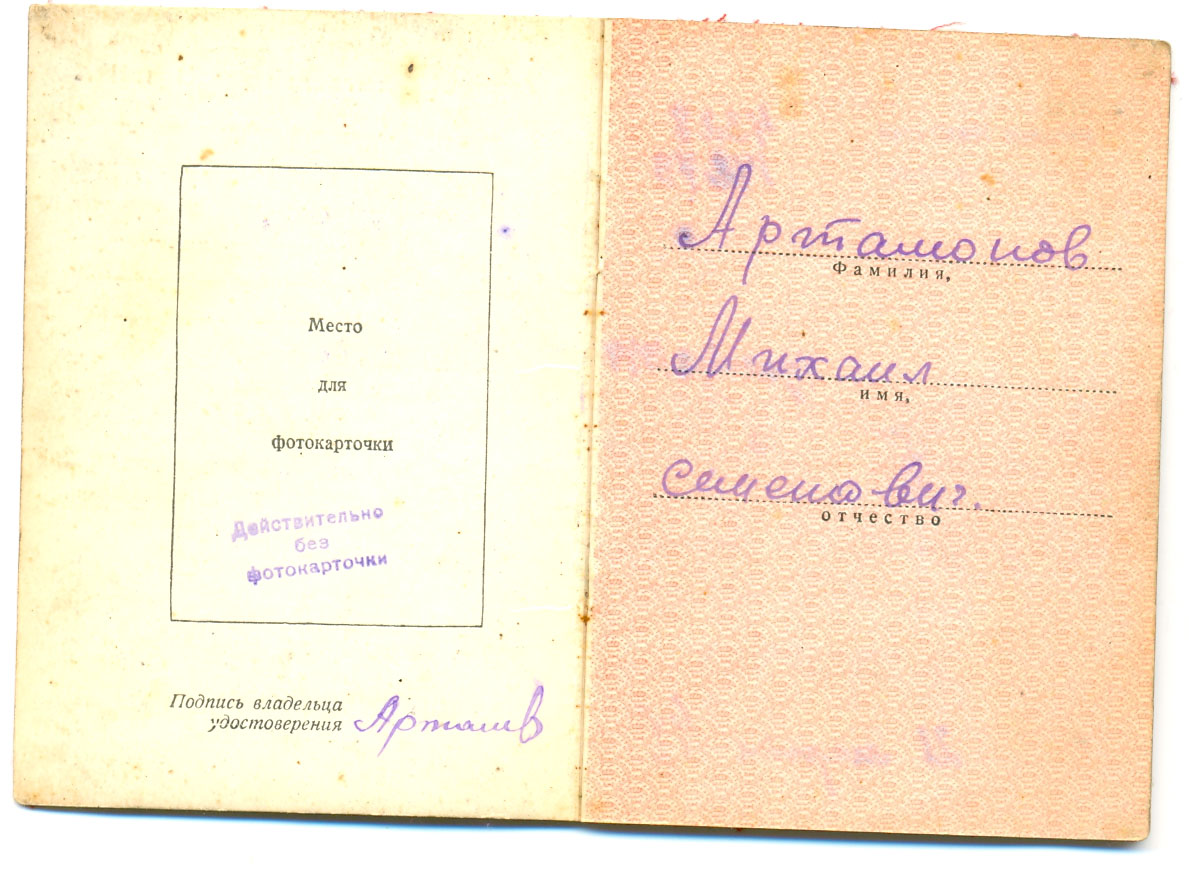 Место
для
фотокарточки
Действительно
без
фотокарточки
Подпись владельца
удостоверения
Артамонов
Фамилия,
Михаил
имя,
Семенович.
отчество